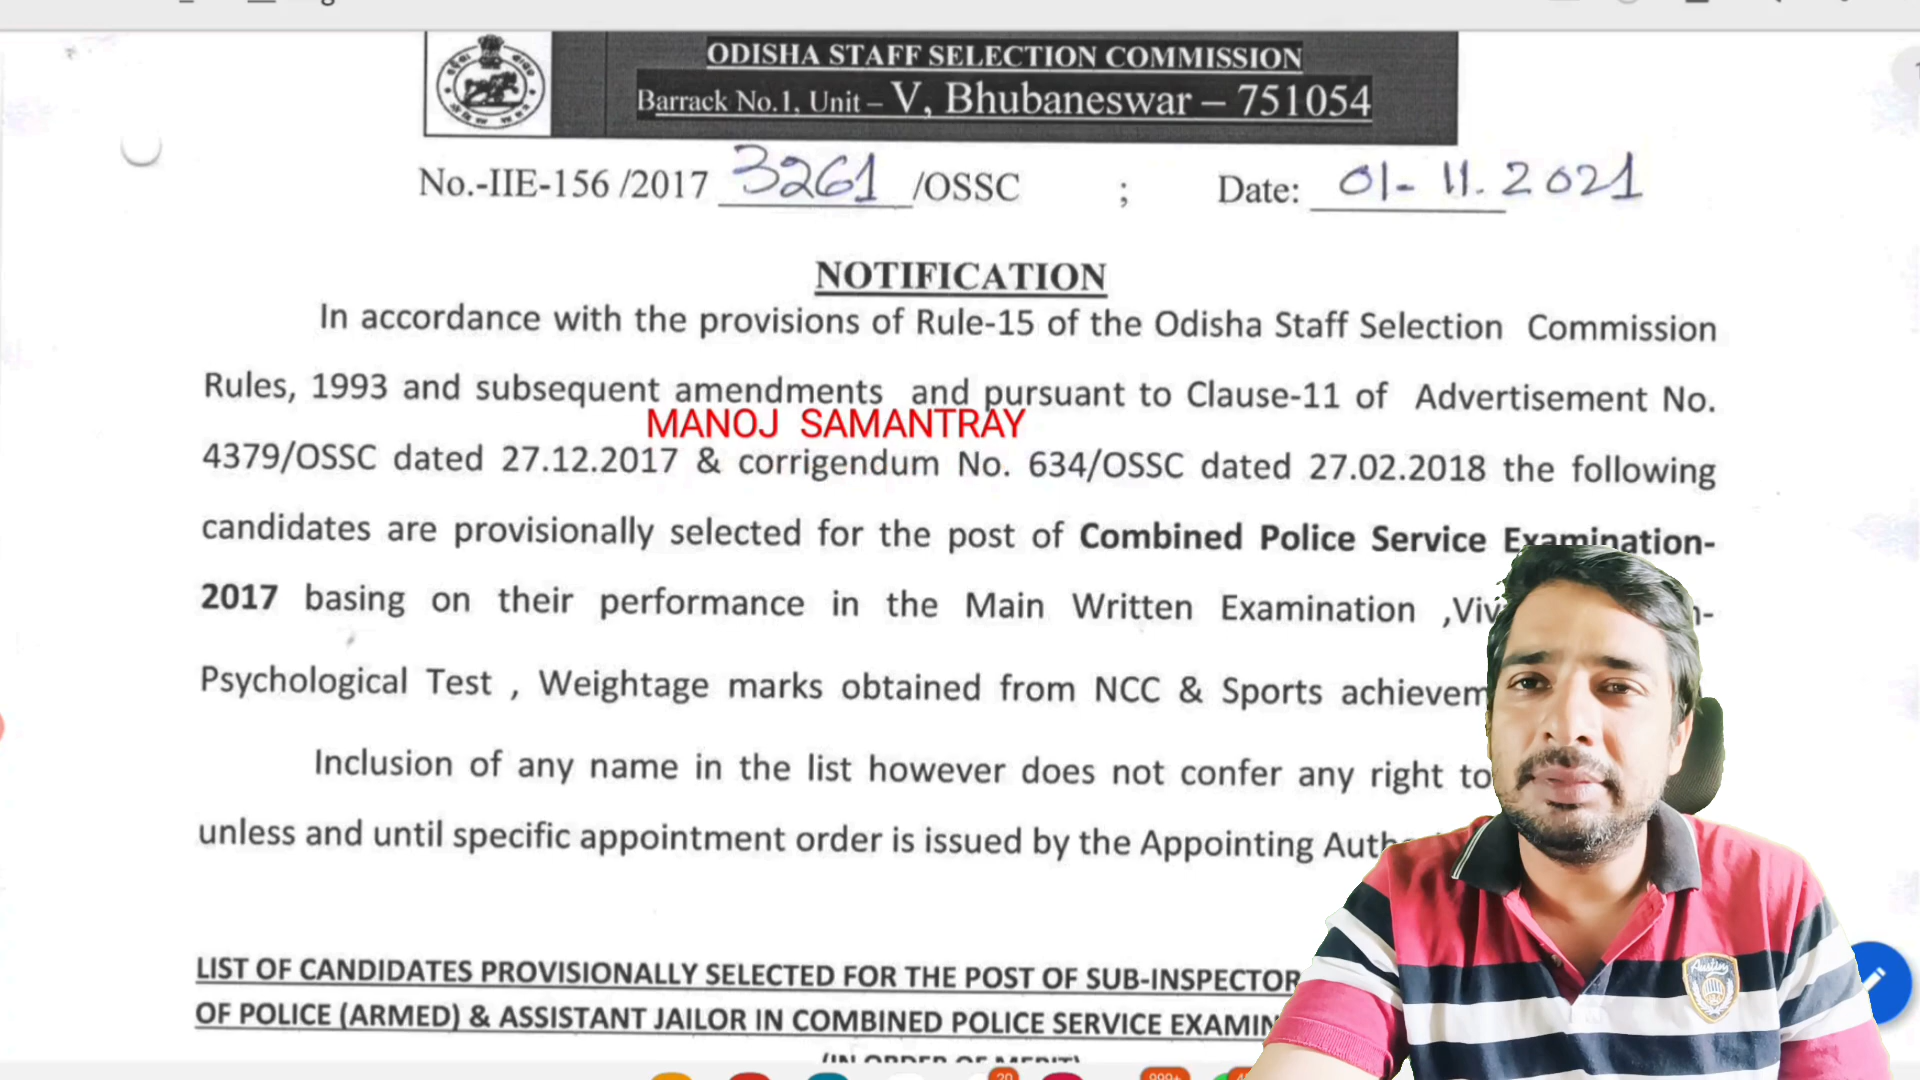 ODISHA STAFF SELECTION COMMISSION
Barrack No.1, Unit – V, Bhubaneswar – 751054
No.-IIE-156 /2017 3261 /OSSC ; Date: 01-11.2021
NOTIFICATION
In accordance with the provisions of Rule-15 of the Odisha Staff Selection Commission
Rules, 1993 and subsequent amendments and pursuant to Clause-11 of Advertisement No.
MANOJ SAMANTRAY
4379/OSSC dated 27.12.2017 & corrigendum No. 634/OSSC dated 27.02.2018 the following
candidates are provisionally selected for the post of Combined Police Service Examination-
2017 basing on their performance in the Main Written Examination ,Viv
Psychological Test , Weightage marks obtained from NCC & Sports achievem
Inclusion of any name in the list however does not confer any right to
unless and until specific appointment order is issued by the Appointing Auth
LIST OF CANDIDATES PROVISIONALLY SELECTED FOR THE POST OF SUB-INSPECTOR
OF POLICE (ARMED) & ASSISTANT JAILOR IN COMBINED POLICE SERVICE EXAMIN
(IN ORDER OF MERIT)
Austin